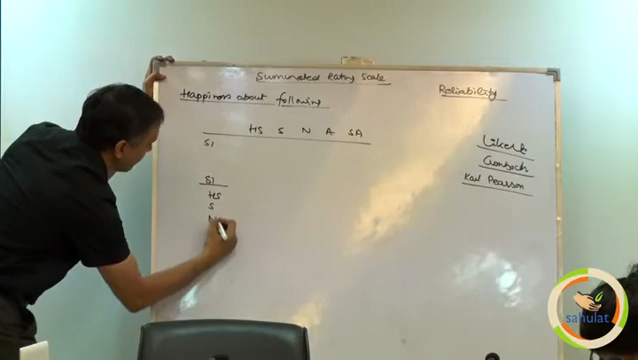 Summated Rating Scale
Happiness about following
Reliability
HS S N A SA
S1
Likert
Cronbach
Karl Pearson
S1
HS
S
sahulat